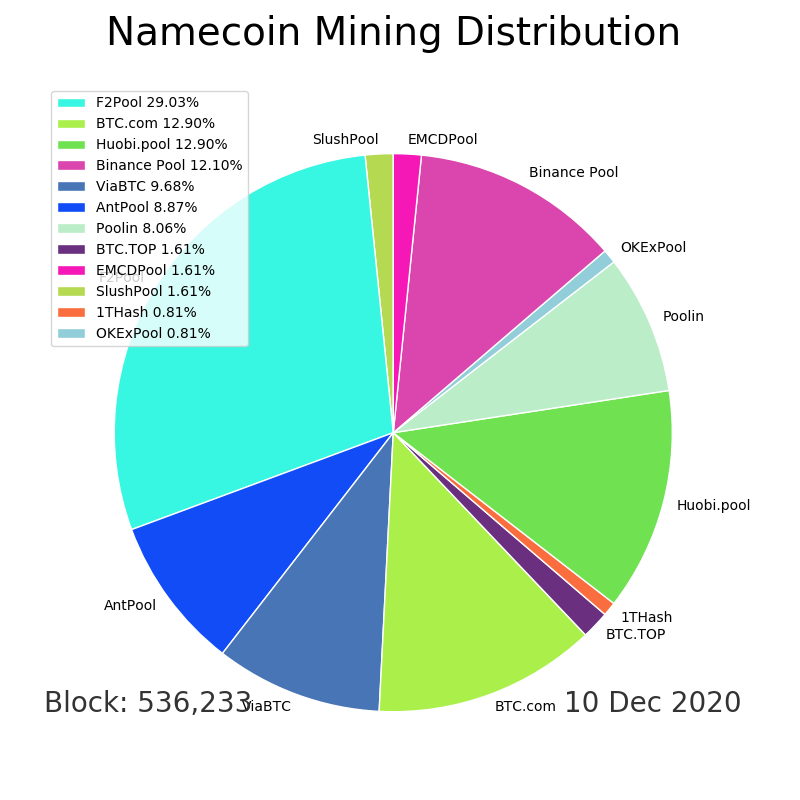 Namecoin Mining Distribution
F2Pool 29.03%
BTC.com 12.90%
Huobi.pool 12.90%
Binance Pool 12.10%
ViaBTC 9.68%
AntPool 8.87%
Poolin 8.06%
BTC.TOP 1.61%
EMCDPool 1.61%
SlushPool 1.61%
1THash 0.81%
OKExPool 0.81%
SlushPool
EMCDPool
Binance Pool
OKExPool
F2Pool
Poolin
Huobi.pool
AntPool
1THash
BTC.TOP
Block: 536,233
ViaBTC
BTC.com
10 Dec 2020